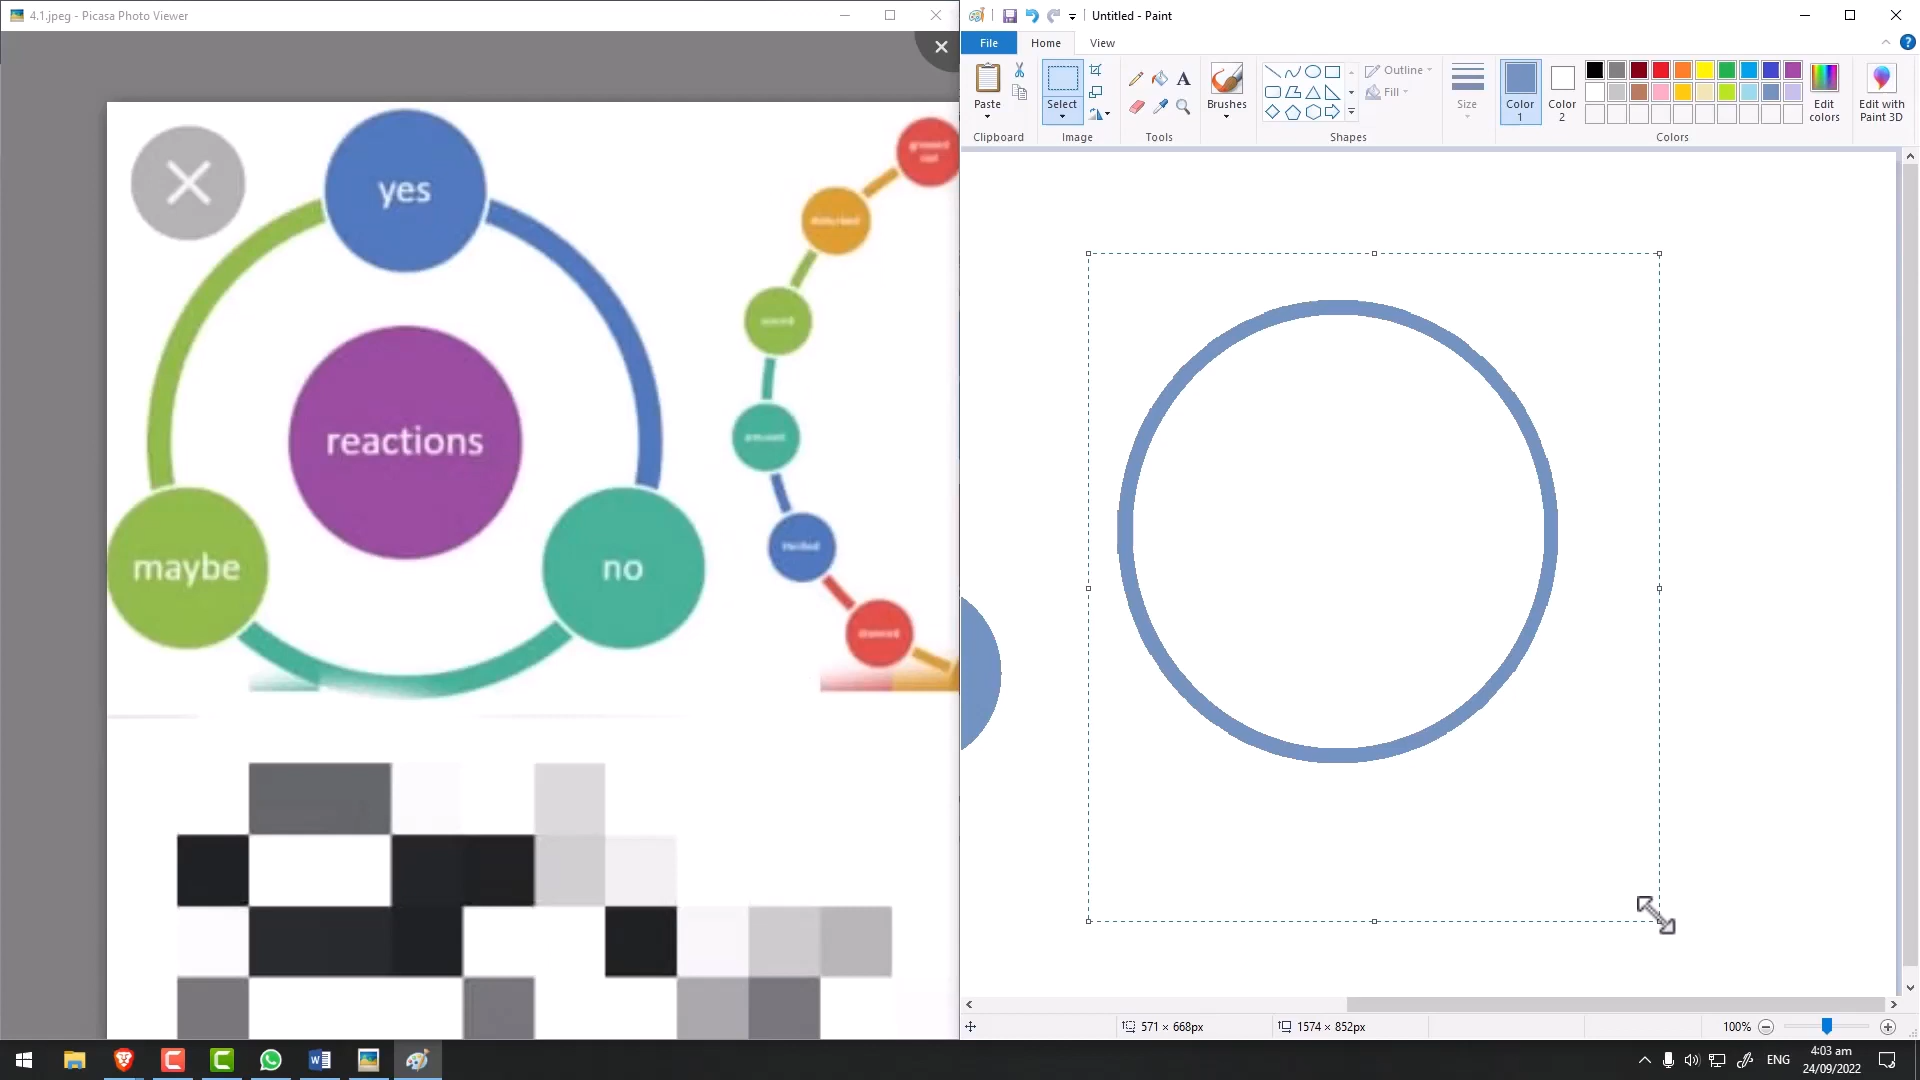 4.1.jpeg - Picasa Photo Viewer
Untitled - Paint
File
Home
View
Paste
Select
Brushes
Outline
Fill
Size
Color
1
Color
2
Edit
colors
Edit with
Paint 3D
Clipboard
Image
Tools
Shapes
Colors
yes
reactions
maybe
no
571 × 668px
1574 × 852px
100%
ENG
4:03 am
24/09/2022